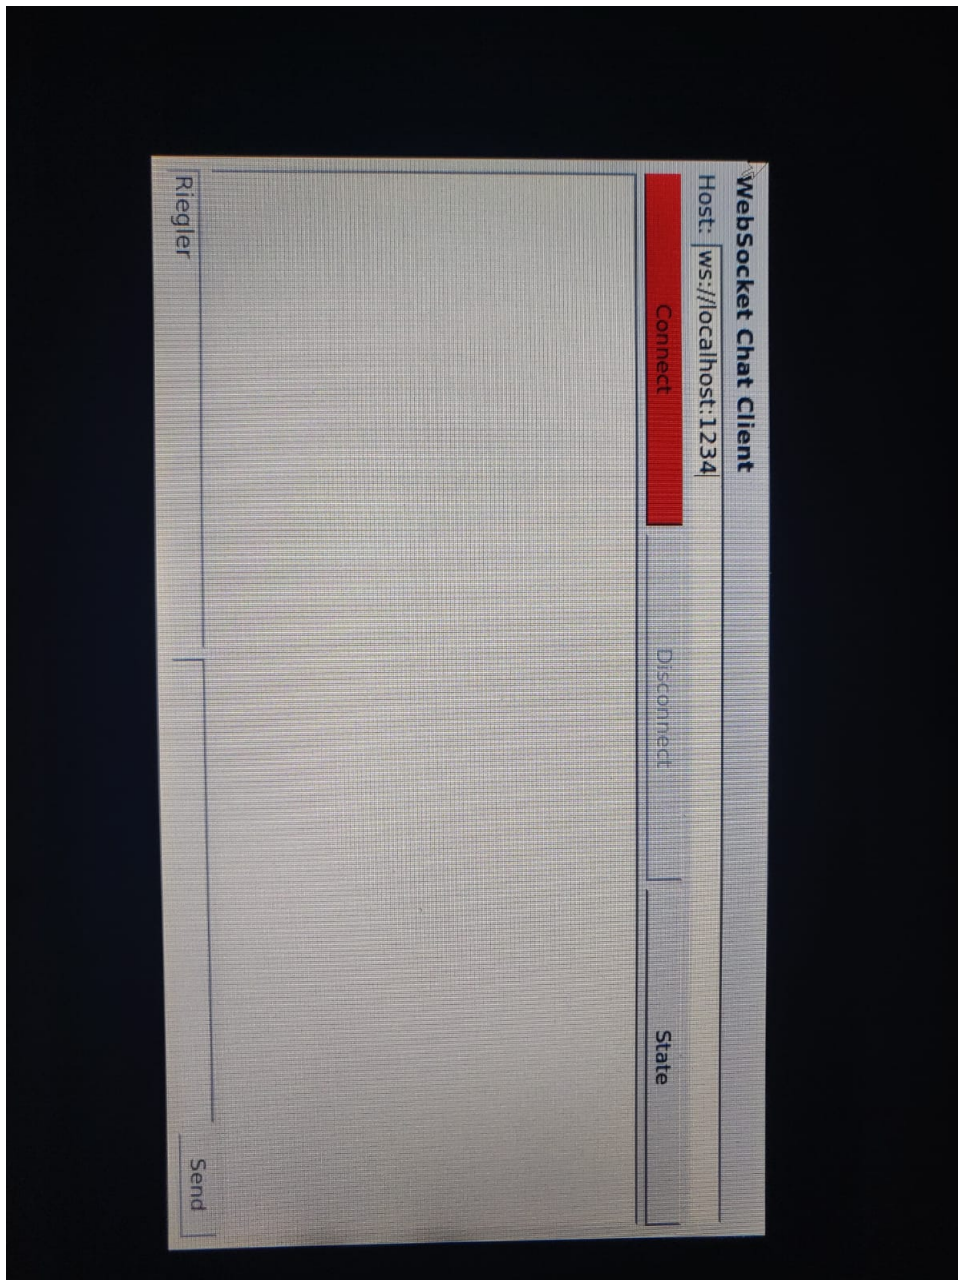 WebSocket Chat Client
Host: ws://localhost:1234
Connect Disconnect State
Riegler Send